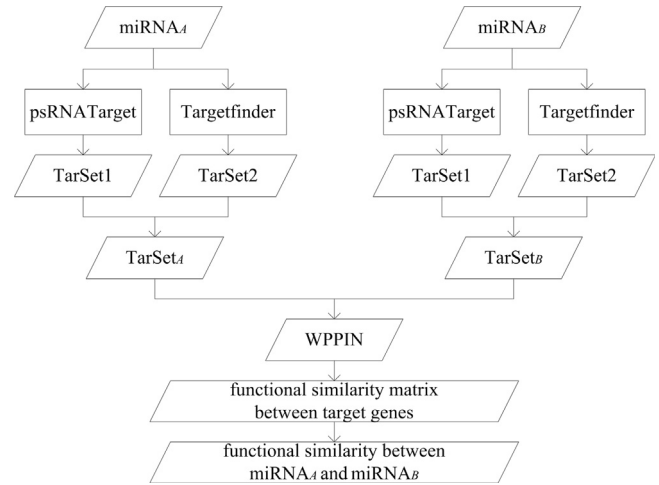 miRNAA
miRNAB
psRNATarget
Targetfinder
psRNATarget
Targetfinder
TarSet1
TarSet2
TarSet1
TarSet2
TarSetA
TarSetB
WPPIN
functional similarity matrix
between target genes
functional similarity between
miRNAA and miRNAB